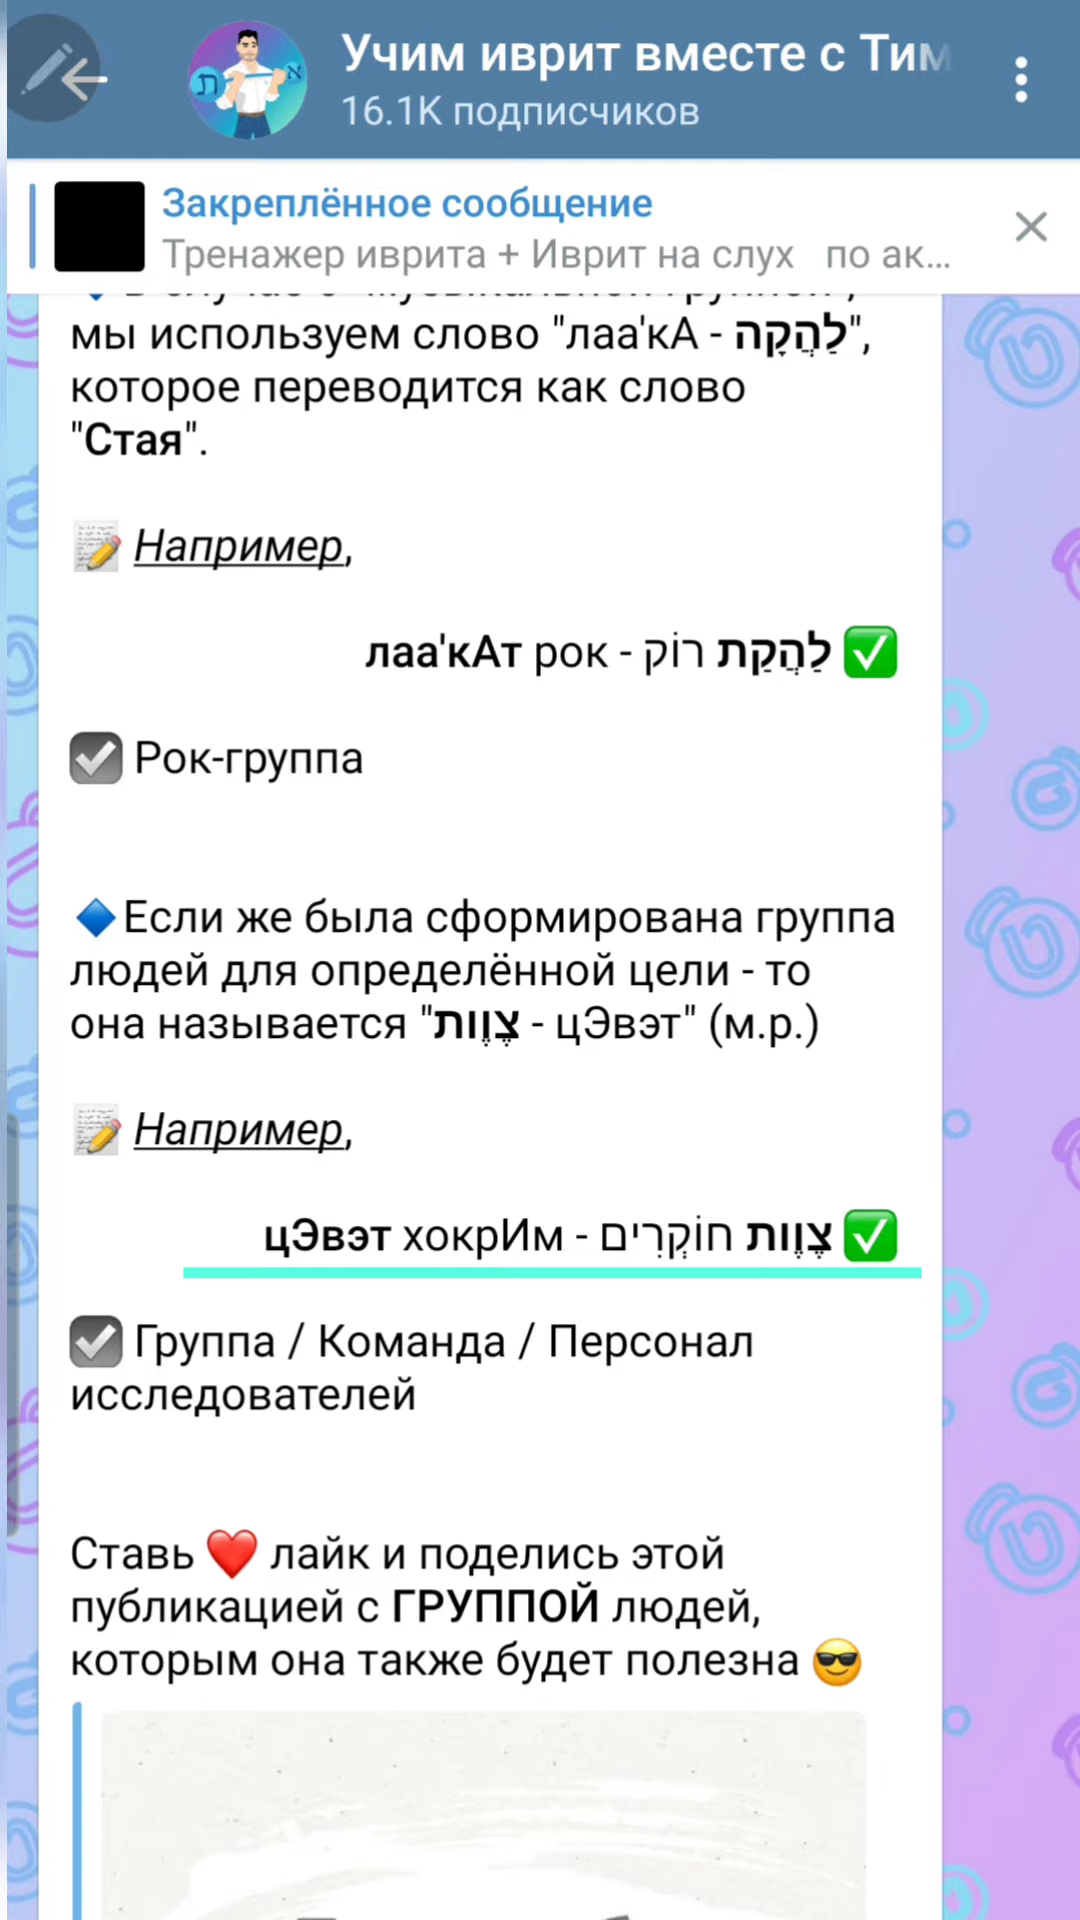 Учим иврит вместе с Тим
16.1K подписчиков
Закреплённое сообщение
Тренажер иврита + Иврит на слух по ак...
мы используем слово "лаа'кА - לַהֲקָה",
которое переводится как слово
"Стая".
Например,
лаа'кАт рок - לַהֲקַת רוֹק
Рок-группа
Если же была сформирована группа
людей для определённой цели - то
она называется "צֶוֶות - цЭвэт" (м.р.)
Например,
цЭвэт хокрИм - צֶוֶות חוֹקְרִים
Группа / Команда / Персонал
исследователей
Ставь ❤️ лайк и поделись этой
публикацией с ГРУППОЙ людей,
которым она также будет полезна 😎